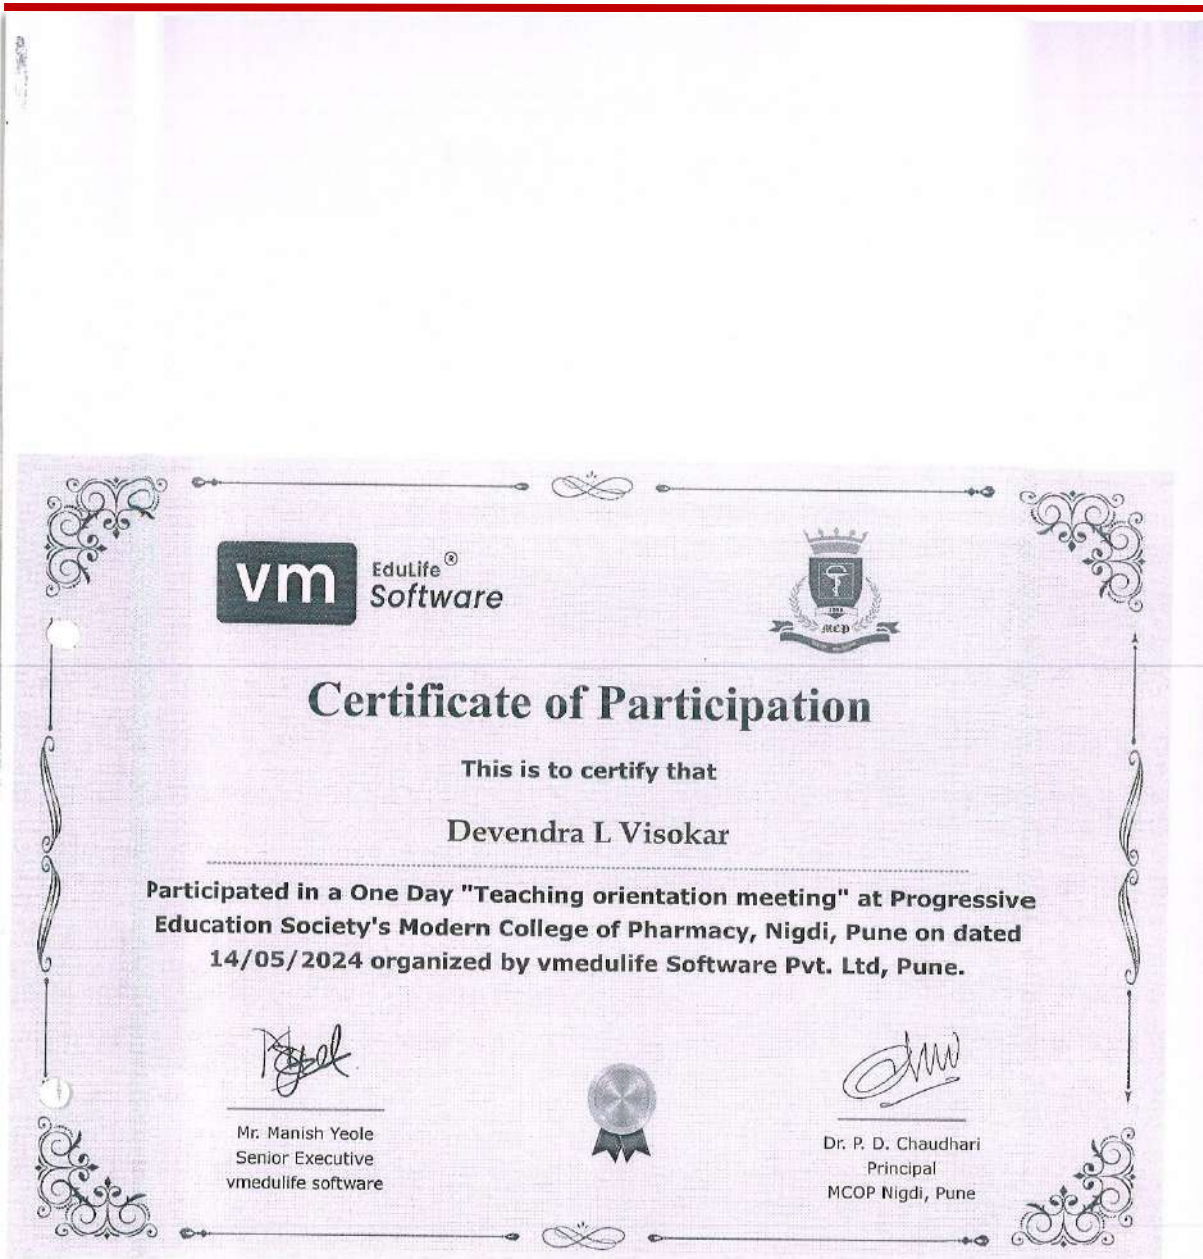 vm EduLife®
Software
MCP
Certificate of Participation
This is to certify that
Devendra L Visokar
Participated in a One Day "Teaching orientation meeting" at Progressive
Education Society's Modern College of Pharmacy, Nigdi, Pune on dated
14/05/2024 organized by vmedulife Software Pvt. Ltd, Pune.
Mr. Manish Yeole
Senior Executive
vmedulife software
Dr. P. D. Chaudhari
Principal
MCOP Nigdi, Pune